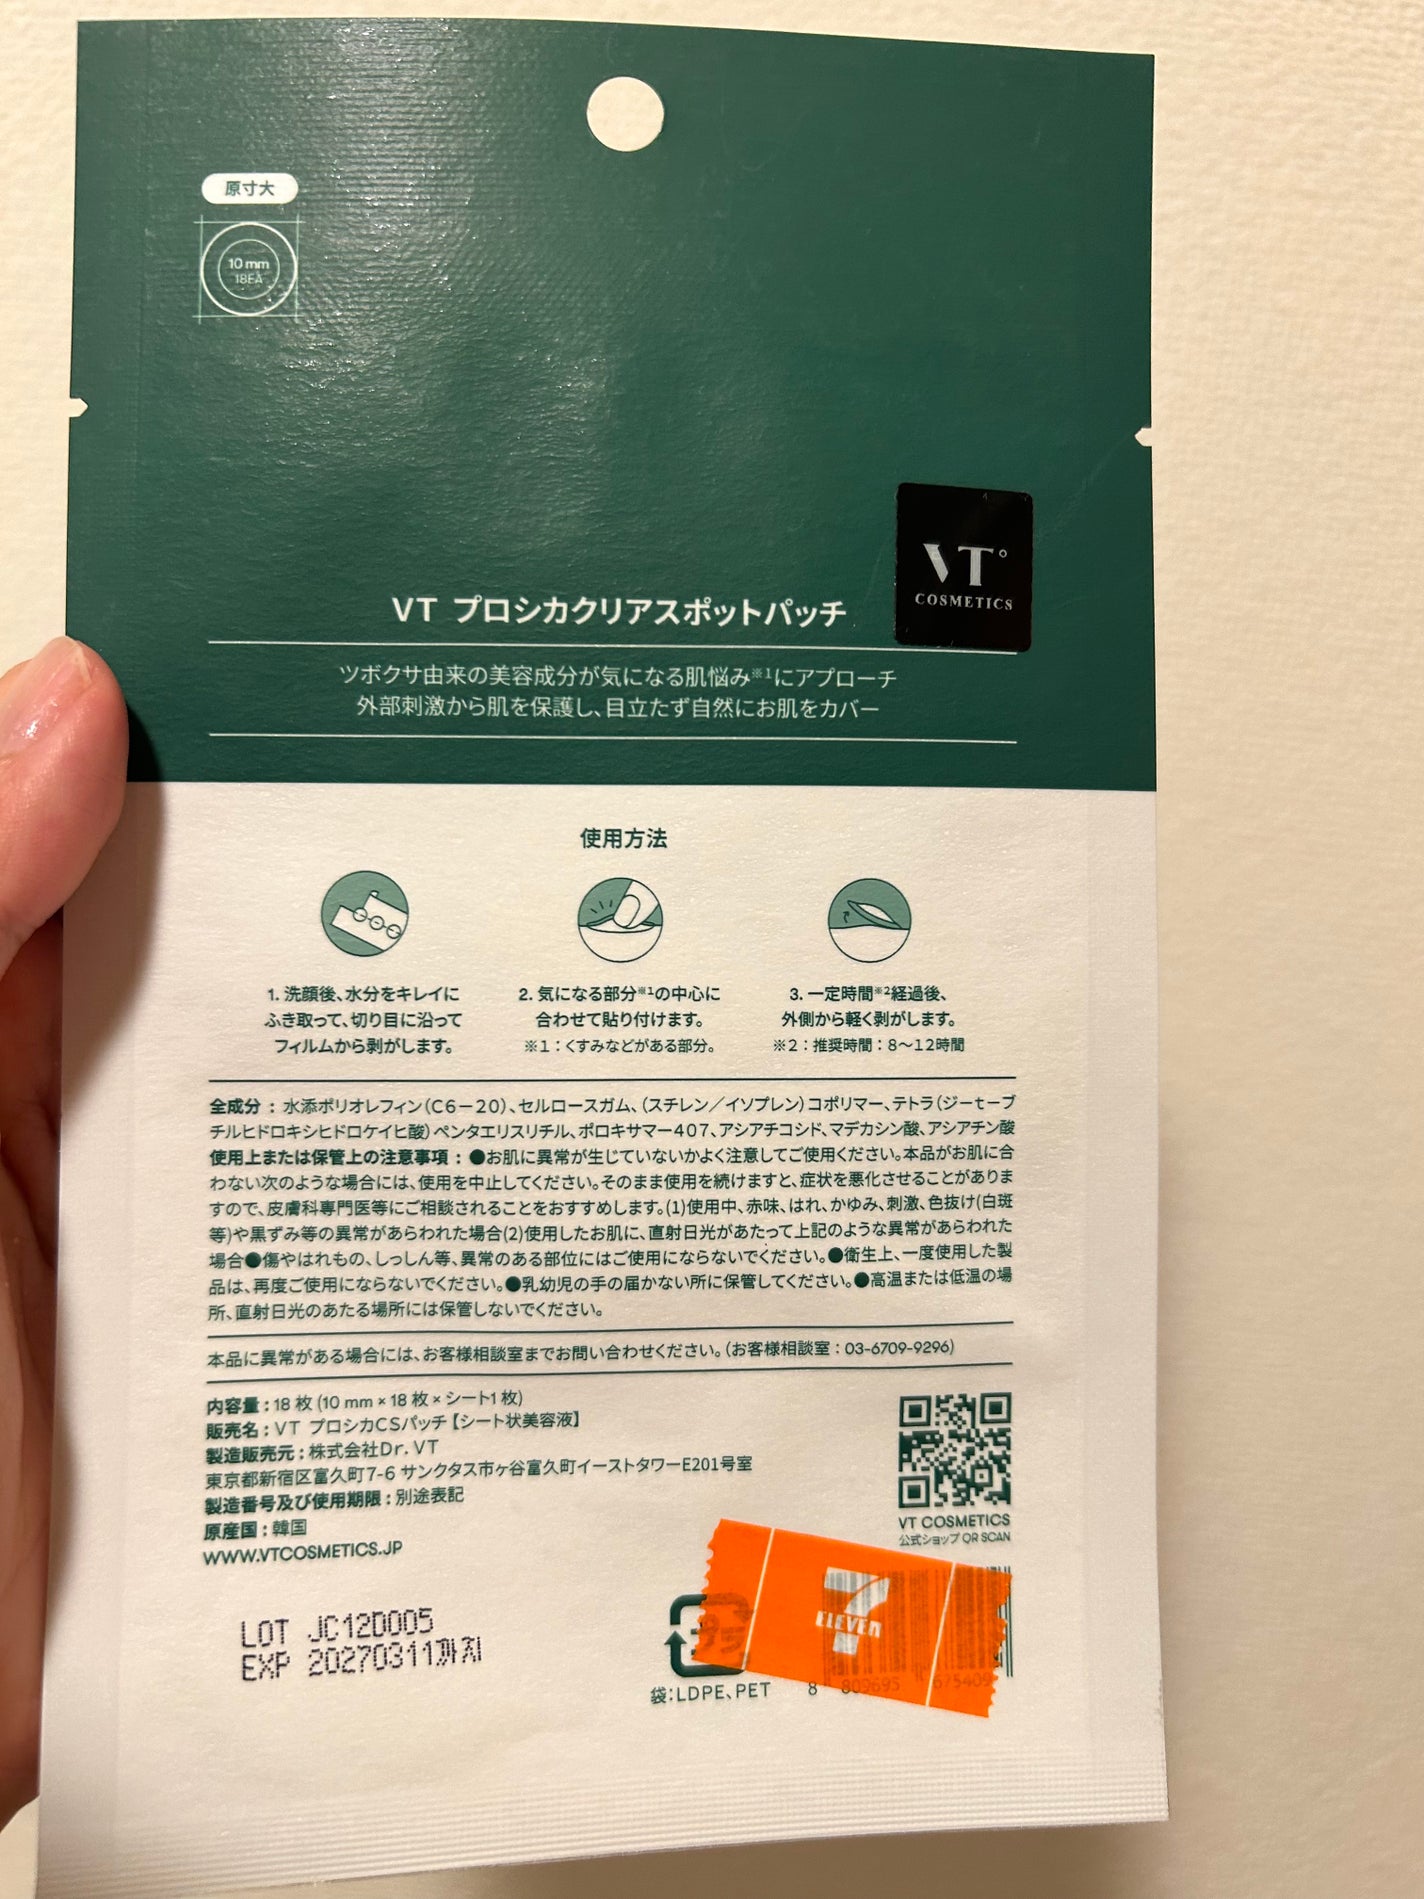 原寸大
10 mm
18EA
VT°
COSMETICS
VT プロシカクリアスポットパッチ
ツボクサ由来の美容成分が気になる肌悩み※1にアプローチ
外部刺激から肌を保護し、目立たず自然にお肌をカバー
使用方法
1. 洗顔後、水分をキレイに
ふき取って、切り目に沿って
フィルムから剥がします。
2. 気になる部分※1の中心に
合わせて貼り付けます。
※1：くすみなどがある部分。
3. 一定時間※2経過後、
外側から軽く剥がします。
※2：推奨時間：8～12時間
全成分：水添ポリオレフィン（C6－20）、セルロースガム、（スチレン／イソプレン）コポリマー、テトラ（ジーt－ブ
チルヒドロキシヒドロケイヒ酸）ペンタエリスリチル、ポロキサマー407、アシアチコシド、マデカシン酸、アシアチン酸
使用上または保管上の注意事項：●お肌に異常が生じていないかよく注意してご使用ください。本品がお肌に合
わない次のような場合には、使用を中止してください。そのまま使用を続けますと、症状を悪化させることがありま
すので、皮膚科専門医等にご相談されることをおすすめします。(1)使用中、赤味、はれ、かゆみ、刺激、色抜け(白斑
等)や黒ずみ等の異常があらわれた場合(2)使用したお肌に、直射日光があたって上記のような異常があらわれた
場合●傷やはれもの、しっしん等、異常のある部位にはご使用にならないでください。●衛生上、一度使用した製
品は、再度ご使用にならないでください。●乳幼児の手の届かない所に保管してください。●高温または低温の場
所、直射日光のあたる場所には保管しないでください。
本品に異常がある場合には、お客様相談室までお問い合わせください。（お客様相談室：03-6709-9296）
内容量：18 枚 (10 mm × 18 枚 × シート1 枚)
販売名：VT プロシカCSパッチ【シート状美容液】
製造販売元：株式会社Dr. VT
東京都新宿区富久町7-6 サンクタス市ヶ谷富久町イーストタワーE201号室
製造番号及び使用期限：別途表記
原産国：韓国
WWW.VTCOSMETICS.JP
VT COSMETICS
公式ショップ QR SCAN
LOT JC12D005
EXP 20270311까지
7
ELEVEn
袋：LDPE、PET
8 809695 675409